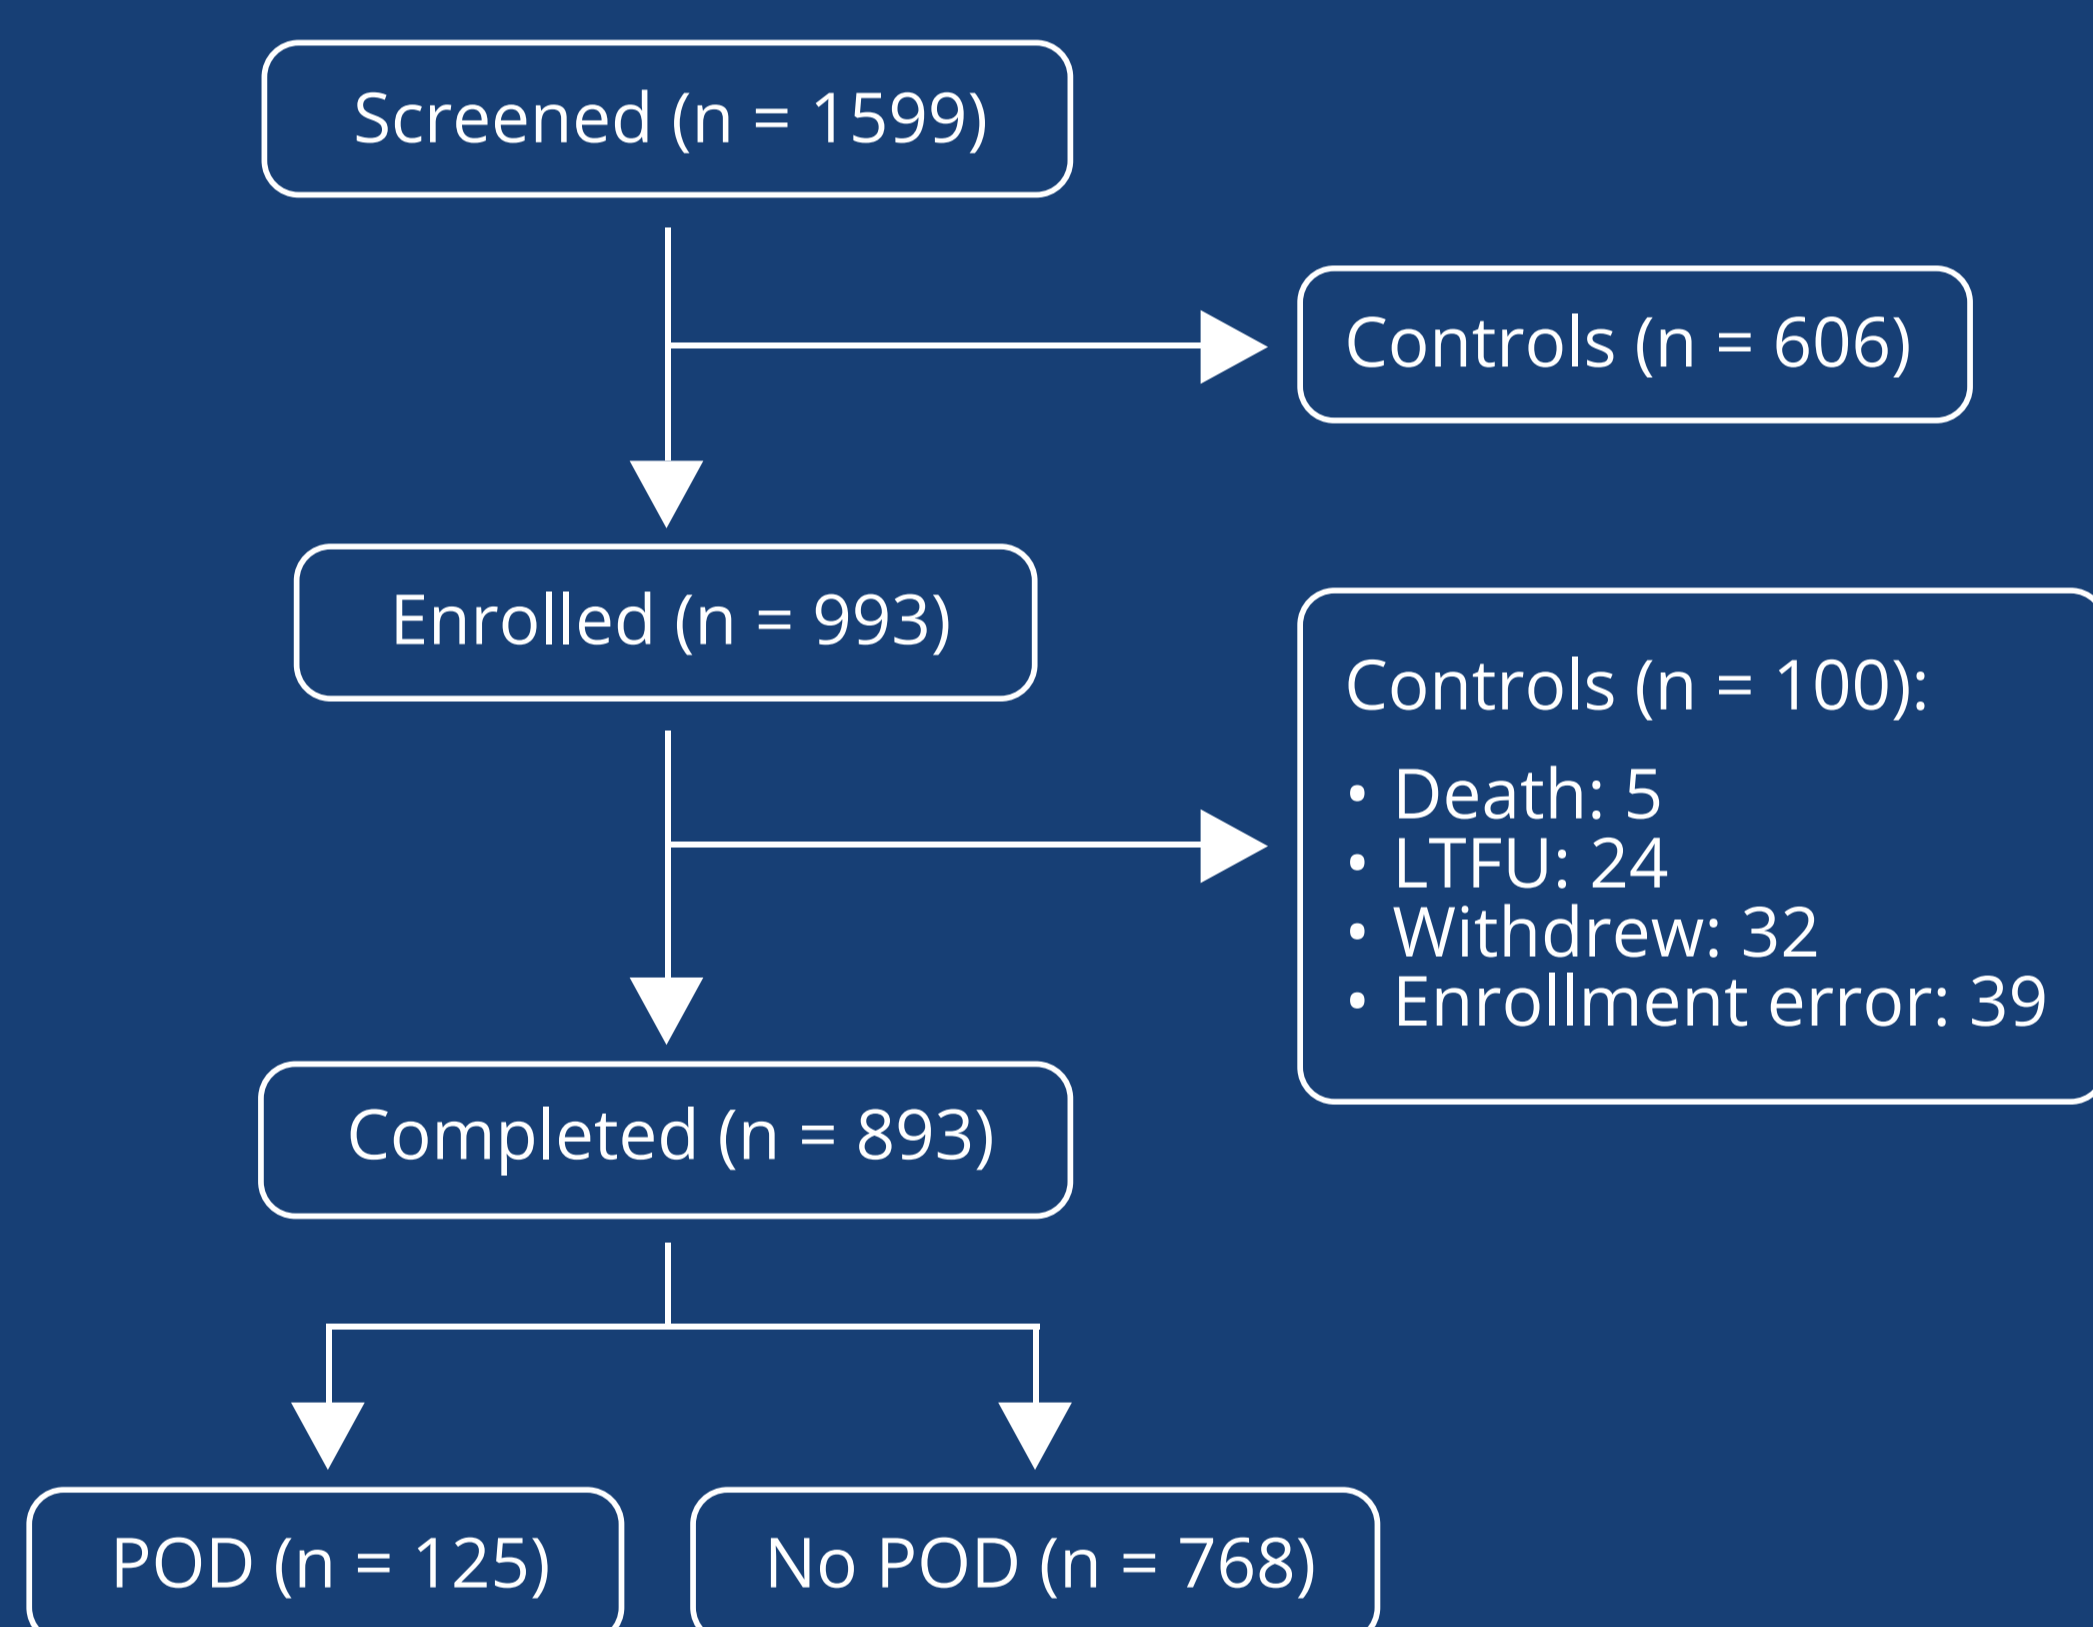 Screened (n = 1599)
Controls (n = 606)
Enrolled (n = 993)
Controls (n = 100):
• Death: 5
• LTFU: 24
• Withdrew: 32
• Enrollment error: 39
Completed (n = 893)
POD (n = 125)
No POD (n = 768)